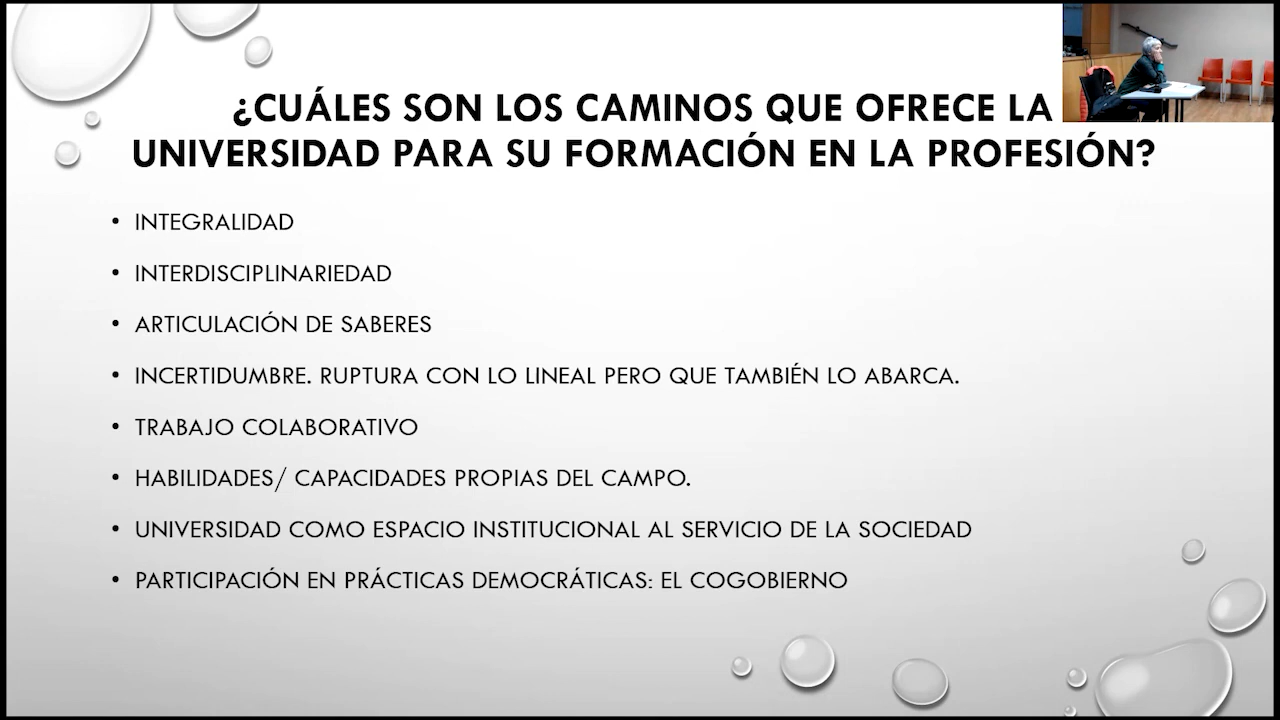 ¿CUÁLES SON LOS CAMINOS QUE OFRECE LA
UNIVERSIDAD PARA SU FORMACIÓN EN LA PROFESIÓN?
• INTEGRALIDAD
• INTERDISCIPLINARIEDAD
• ARTICULACIÓN DE SABERES
• INCERTIDUMBRE. RUPTURA CON LO LINEAL PERO QUE TAMBIÉN LO ABARCA.
• TRABAJO COLABORATIVO
• HABILIDADES/ CAPACIDADES PROPIAS DEL CAMPO.
• UNIVERSIDAD COMO ESPACIO INSTITUCIONAL AL SERVICIO DE LA SOCIEDAD
• PARTICIPACIÓN EN PRÁCTICAS DEMOCRÁTICAS: EL COGOBIERNO